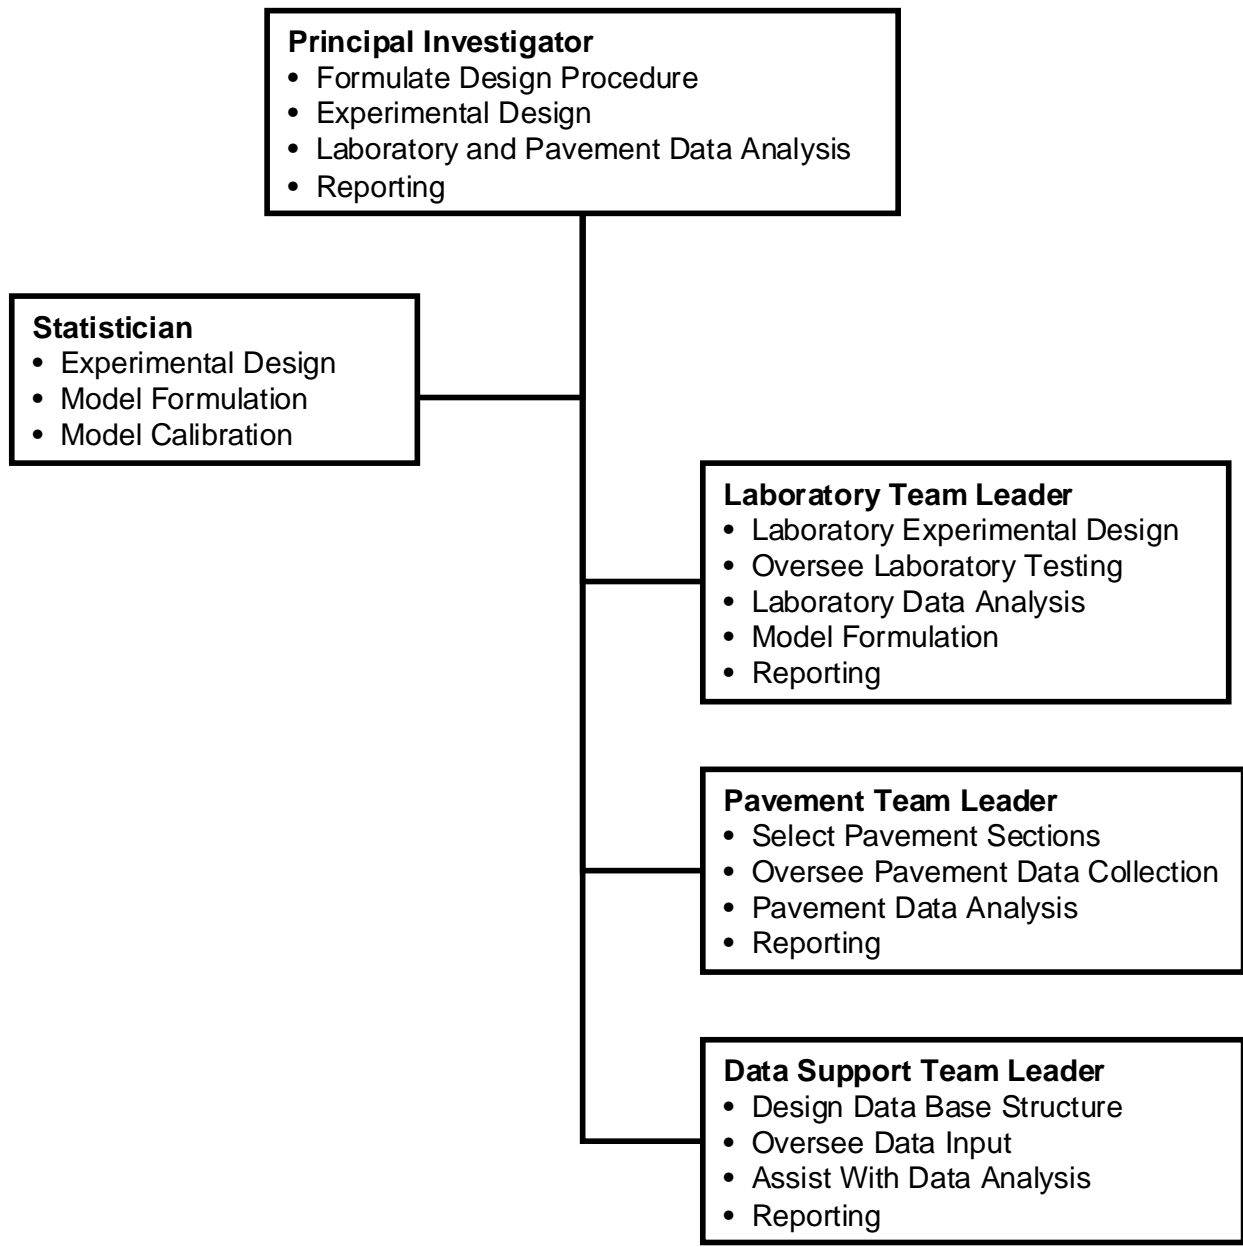 Principal Investigator
• Formulate Design Procedure
• Experimental Design
• Laboratory and Pavement Data Analysis
• Reporting
Statistician
• Experimental Design
• Model Formulation
• Model Calibration
Laboratory Team Leader
• Laboratory Experimental Design
• Oversee Laboratory Testing
• Laboratory Data Analysis
• Model Formulation
• Reporting
Pavement Team Leader
• Select Pavement Sections
• Oversee Pavement Data Collection
• Pavement Data Analysis
• Reporting
Data Support Team Leader
• Design Data Base Structure
• Oversee Data Input
• Assist With Data Analysis
• Reporting